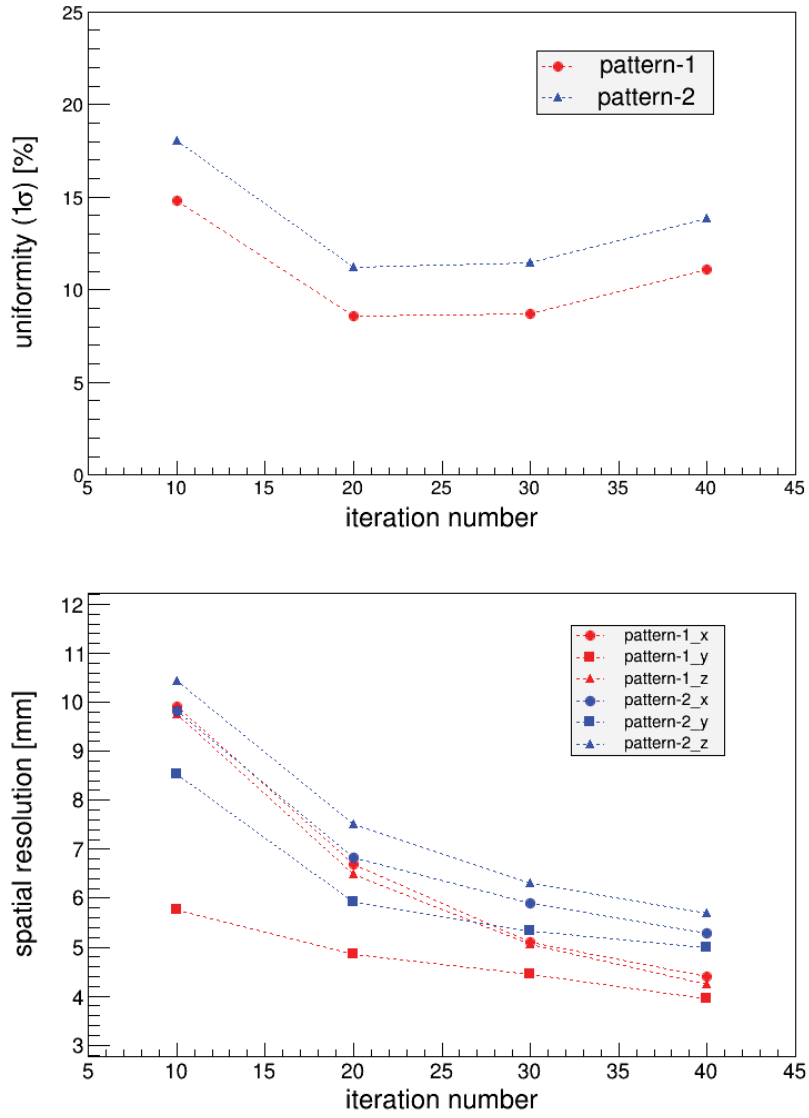 25
20
15
10
5
0
uniformity (1σ) [%]
pattern-1
pattern-2
5 10 15 20 25 30 35 40 45
iteration number
12
11
10
9
8
7
6
5
4
3
spatial resolution [mm]
pattern-1_x
pattern-1_y
pattern-1_z
pattern-2_x
pattern-2_y
pattern-2_z
5 10 15 20 25 30 35 40 45
iteration number